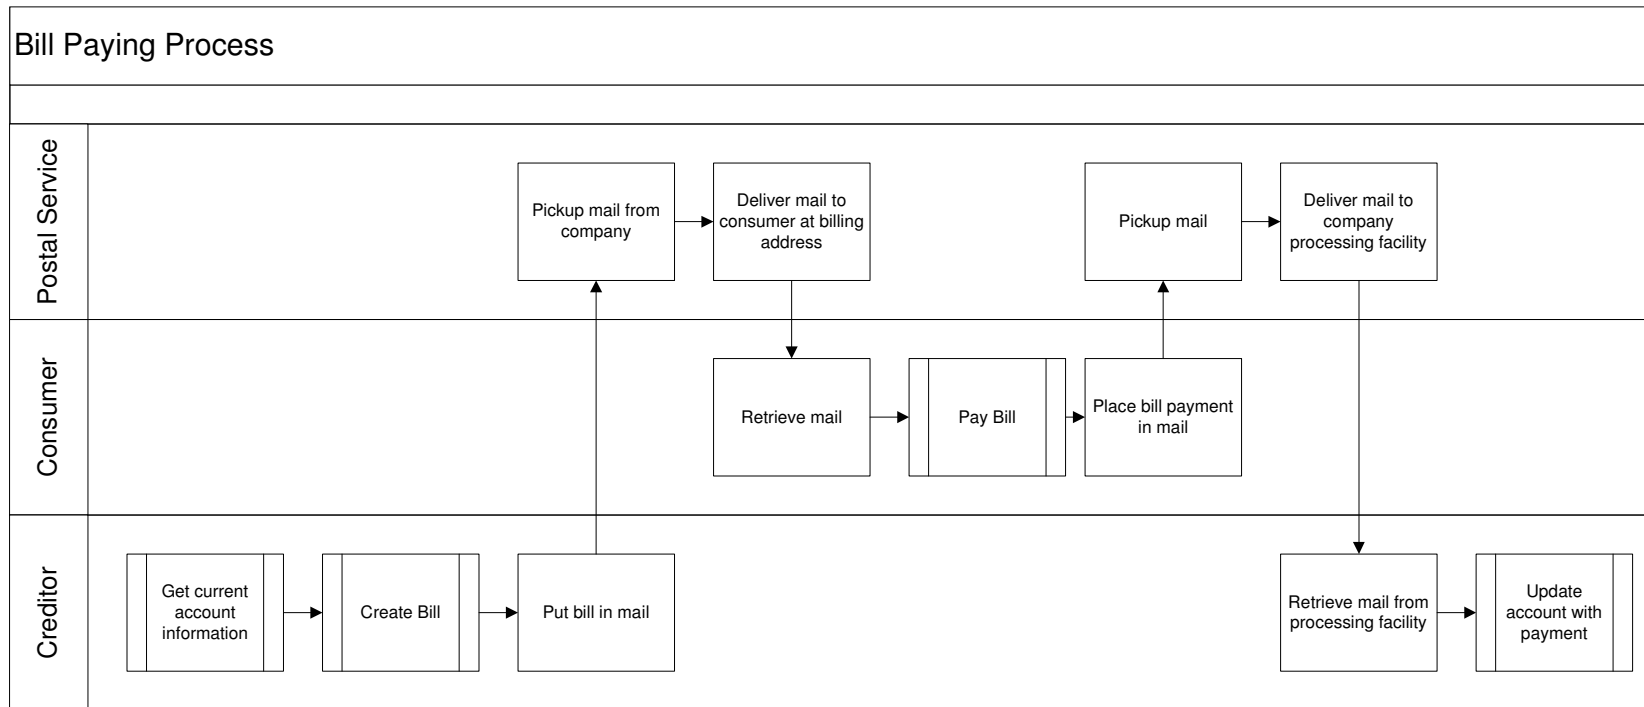 Bill Paying Process
Postal Service
Pickup mail from
company
Deliver mail to
consumer at billing
address
Pickup mail
Deliver mail to
company
processing facility
Consumer
Retrieve mail
Pay Bill
Place bill payment
in mail
Creditor
Get current
account
information
Create Bill
Put bill in mail
Retrieve mail from
processing facility
Update
account with
payment